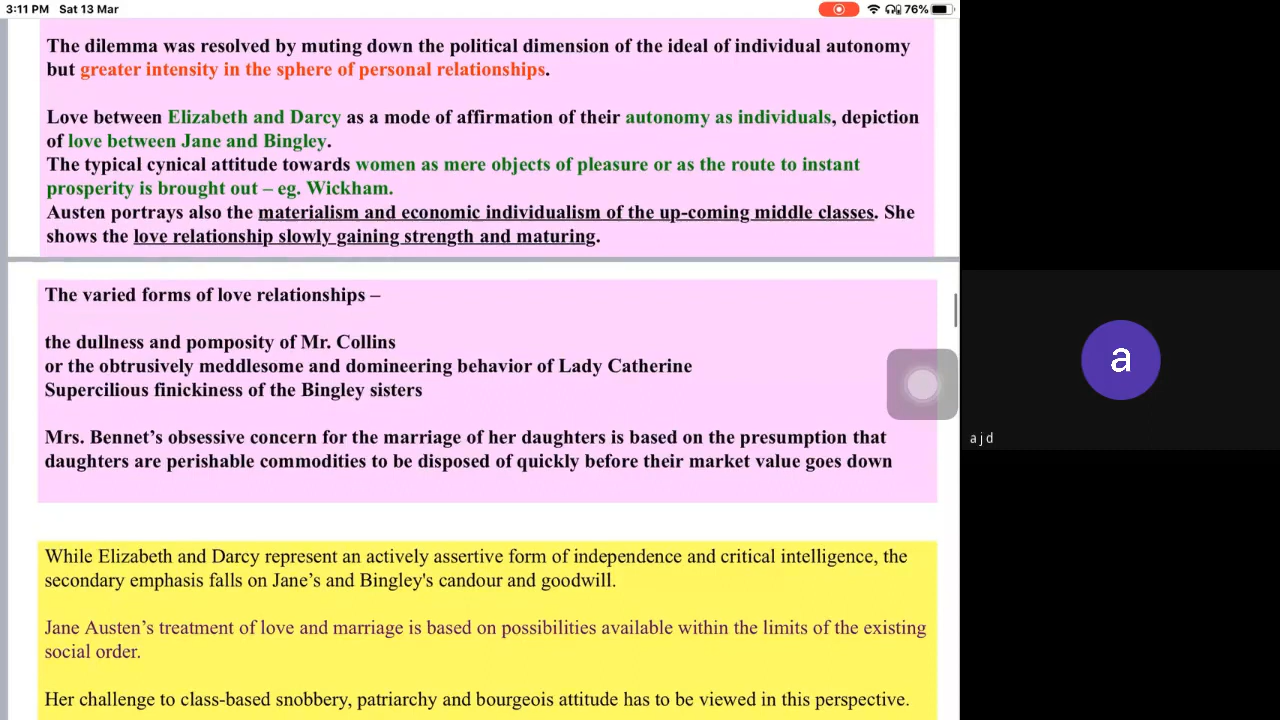 3:11 PM Sat 13 Mar
76%
The dilemma was resolved by muting down the political dimension of the ideal of individual autonomy
but greater intensity in the sphere of personal relationships.
Love between Elizabeth and Darcy as a mode of affirmation of their autonomy as individuals, depiction
of love between Jane and Bingley.
The typical cynical attitude towards women as mere objects of pleasure or as the route to instant
prosperity is brought out – eg. Wickham.
Austen portrays also the materialism and economic individualism of the up-coming middle classes. She
shows the love relationship slowly gaining strength and maturing.
The varied forms of love relationships –
the dullness and pomposity of Mr. Collins
or the obtrusively meddlesome and domineering behavior of Lady Catherine
Supercilious finickiness of the Bingley sisters
Mrs. Bennet’s obsessive concern for the marriage of her daughters is based on the presumption that
daughters are perishable commodities to be disposed of quickly before their market value goes down
While Elizabeth and Darcy represent an actively assertive form of independence and critical intelligence, the
secondary emphasis falls on Jane’s and Bingley's candour and goodwill.
Jane Austen’s treatment of love and marriage is based on possibilities available within the limits of the existing
social order.
Her challenge to class-based snobbery, patriarchy and bourgeois attitude has to be viewed in this perspective.
a
a j d